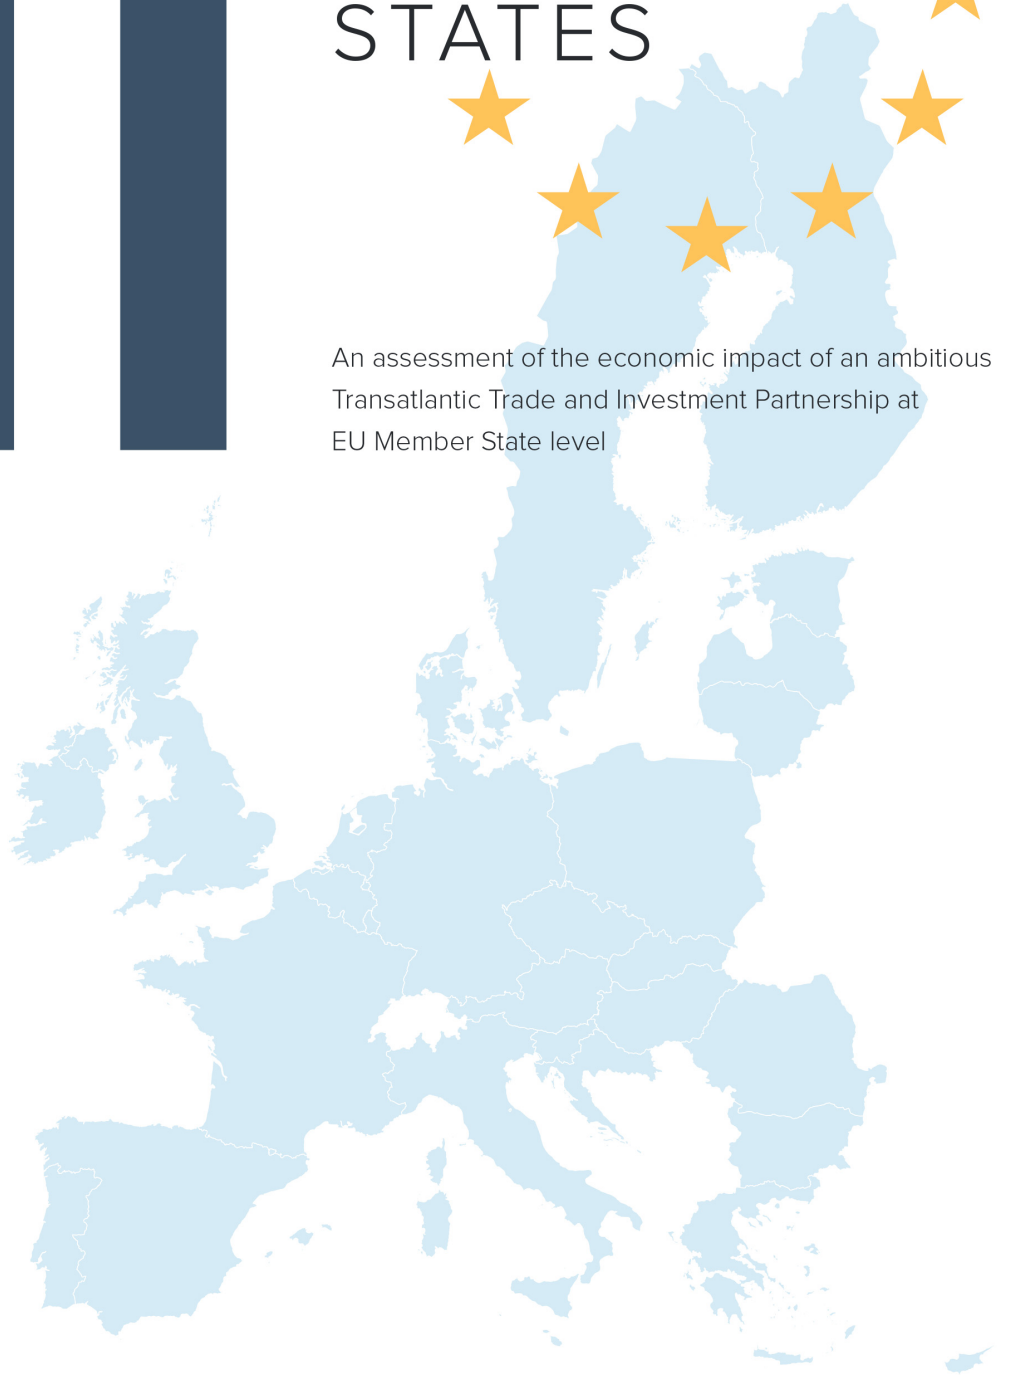 STATES
An assessment of the economic impact of an ambitious
Transatlantic Trade and Investment Partnership at
EU Member State level